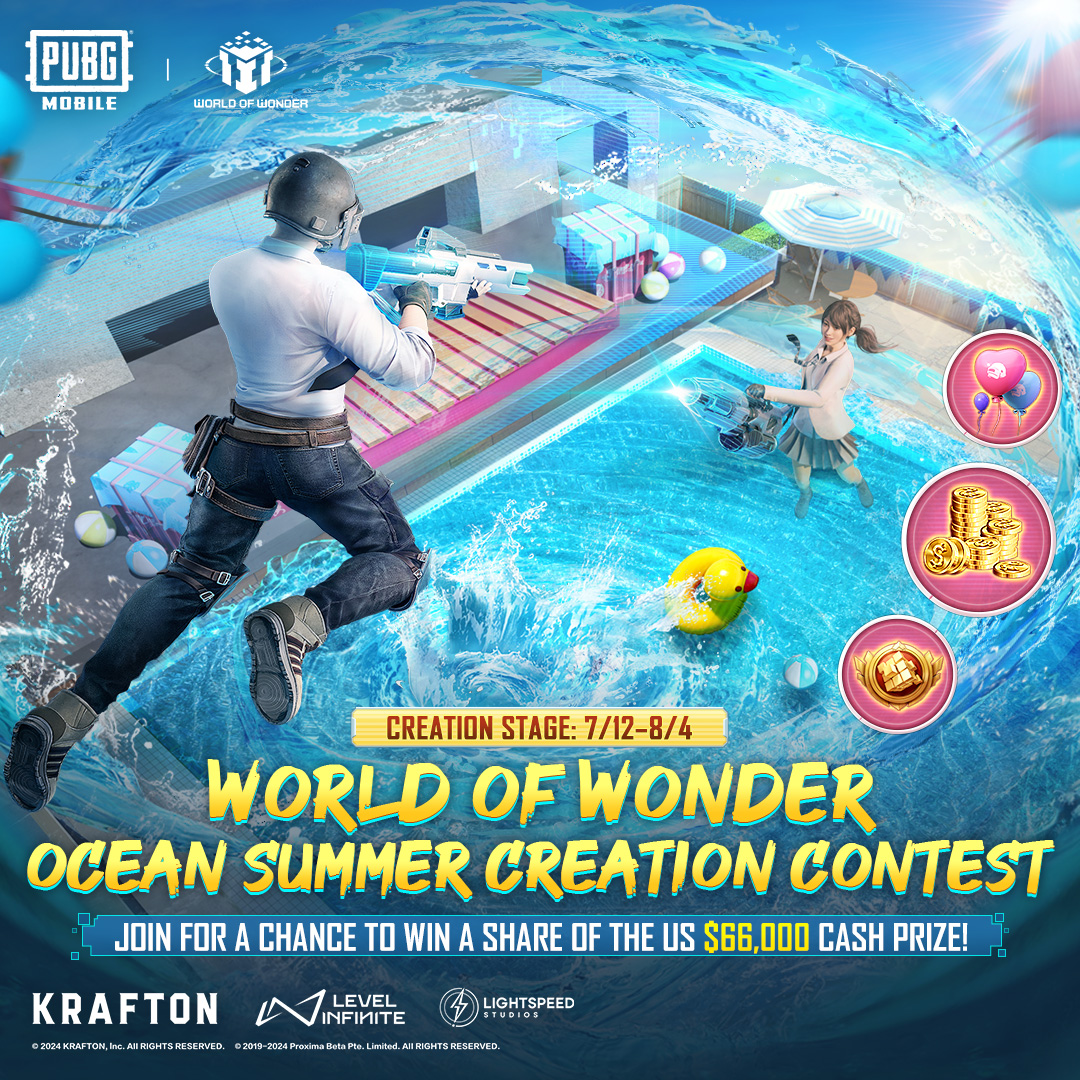 PUBG
MOBILE
WORLD OF WONDER
CREATION STAGE: 7/12-8/4
WORLD OF WONDER
OCEAN SUMMER CREATION CONTEST
JOIN FOR A CHANCE TO WIN A SHARE OF THE US $66,000 CASH PRIZE!
KRAFTON
LEVEL
INFINITE
LIGHTSPEED
STUDIOS
© 2024 KRAFTON, Inc. All RIGHTS RESERVED. © 2019-2024 Proxima Beta Pte. Limited. All RIGHTS RESERVED.